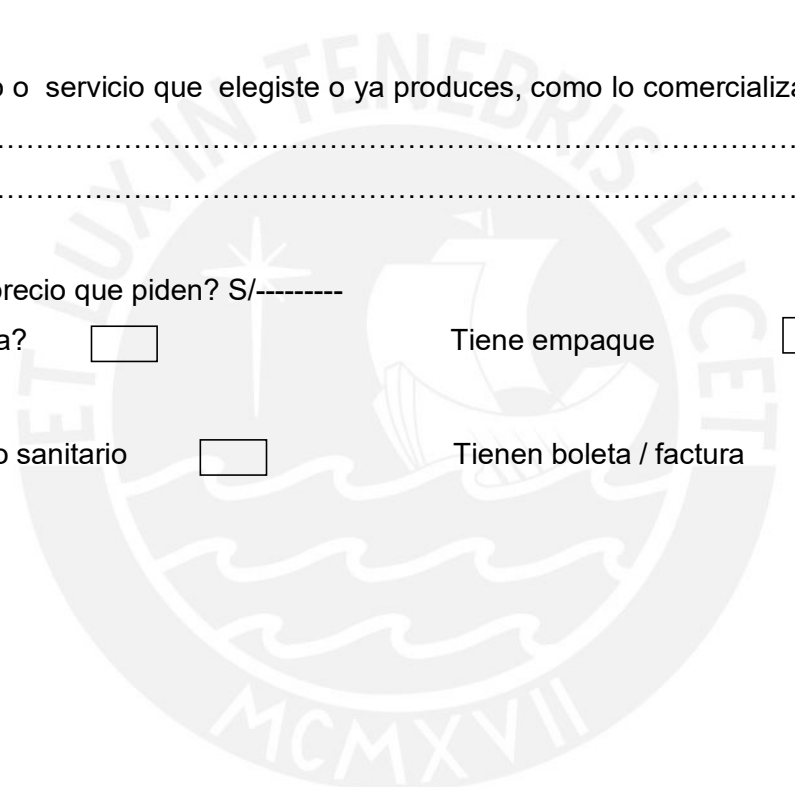 o servicio que elegiste o ya produces, como lo comercializa
………………………………………………………………………………
………………………………………………………………………………
precio que piden? S/---------
a? Tiene empaque
o sanitario Tienen boleta / factura
ET LUX IN TENEBRIS LUCET
MCMXVII